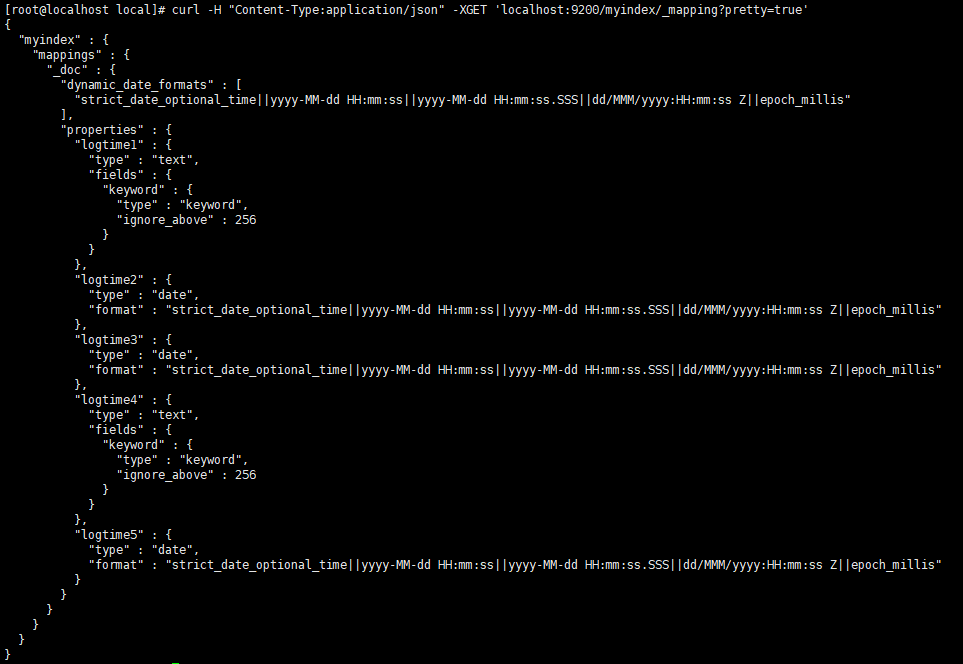 [root@localhost local]# curl -H "Content-Type:application/json" -XGET 'localhost:9200/myindex/_mapping?pretty=true'
{
  "myindex" : {
    "mappings" : {
      "_doc" : {
        "dynamic_date_formats" : [
          "strict_date_optional_time||yyyy-MM-dd HH:mm:ss||yyyy-MM-dd HH:mm:ss.SSS||dd/MMM/yyyy:HH:mm:ss Z||epoch_millis"
        ],
        "properties" : {
          "logtime1" : {
            "type" : "text",
            "fields" : {
              "keyword" : {
                "type" : "keyword",
                "ignore_above" : 256
              }
            }
          },
          "logtime2" : {
            "type" : "date",
            "format" : "strict_date_optional_time||yyyy-MM-dd HH:mm:ss||yyyy-MM-dd HH:mm:ss.SSS||dd/MMM/yyyy:HH:mm:ss Z||epoch_millis"
          },
          "logtime3" : {
            "type" : "date",
            "format" : "strict_date_optional_time||yyyy-MM-dd HH:mm:ss||yyyy-MM-dd HH:mm:ss.SSS||dd/MMM/yyyy:HH:mm:ss Z||epoch_millis"
          },
          "logtime4" : {
            "type" : "text",
            "fields" : {
              "keyword" : {
                "type" : "keyword",
                "ignore_above" : 256
              }
            }
          },
          "logtime5" : {
            "type" : "date",
            "format" : "strict_date_optional_time||yyyy-MM-dd HH:mm:ss||yyyy-MM-dd HH:mm:ss.SSS||dd/MMM/yyyy:HH:mm:ss Z||epoch_millis"
          }
        }
      }
    }
  }
}